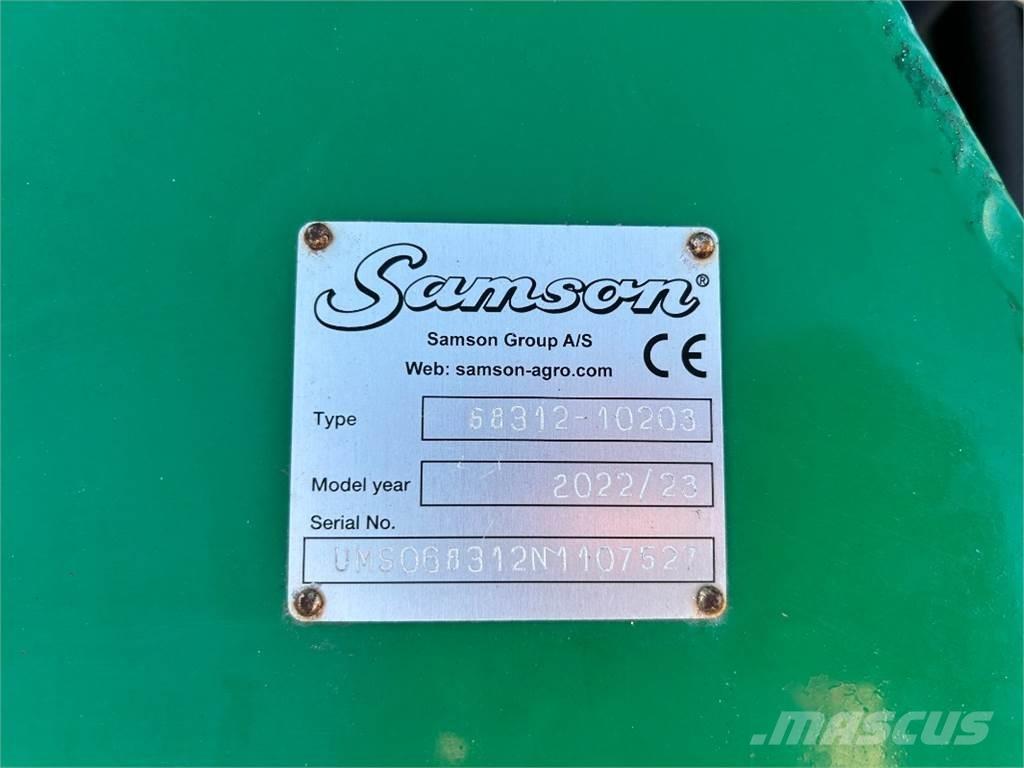 Samson®
Samson Group A/S
Web: samson-agro.com
CE
Type 68312-10203
Model year 2022/23
Serial No.
UMS068312N1107527
MASCUS